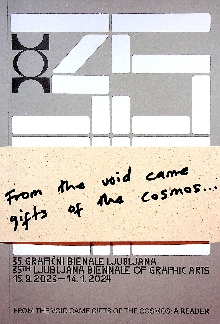 From the void came
gifts of the cosmos...
35. GRAFIČNI BIENALE LJUBLJANA
35TH LJUBLJANA BIENNALE OF GRAPHIC ARTS
15.9.2023–14.1.2024
FROM THE VOID CAME GIFTS OF THE COSMOS: A READER